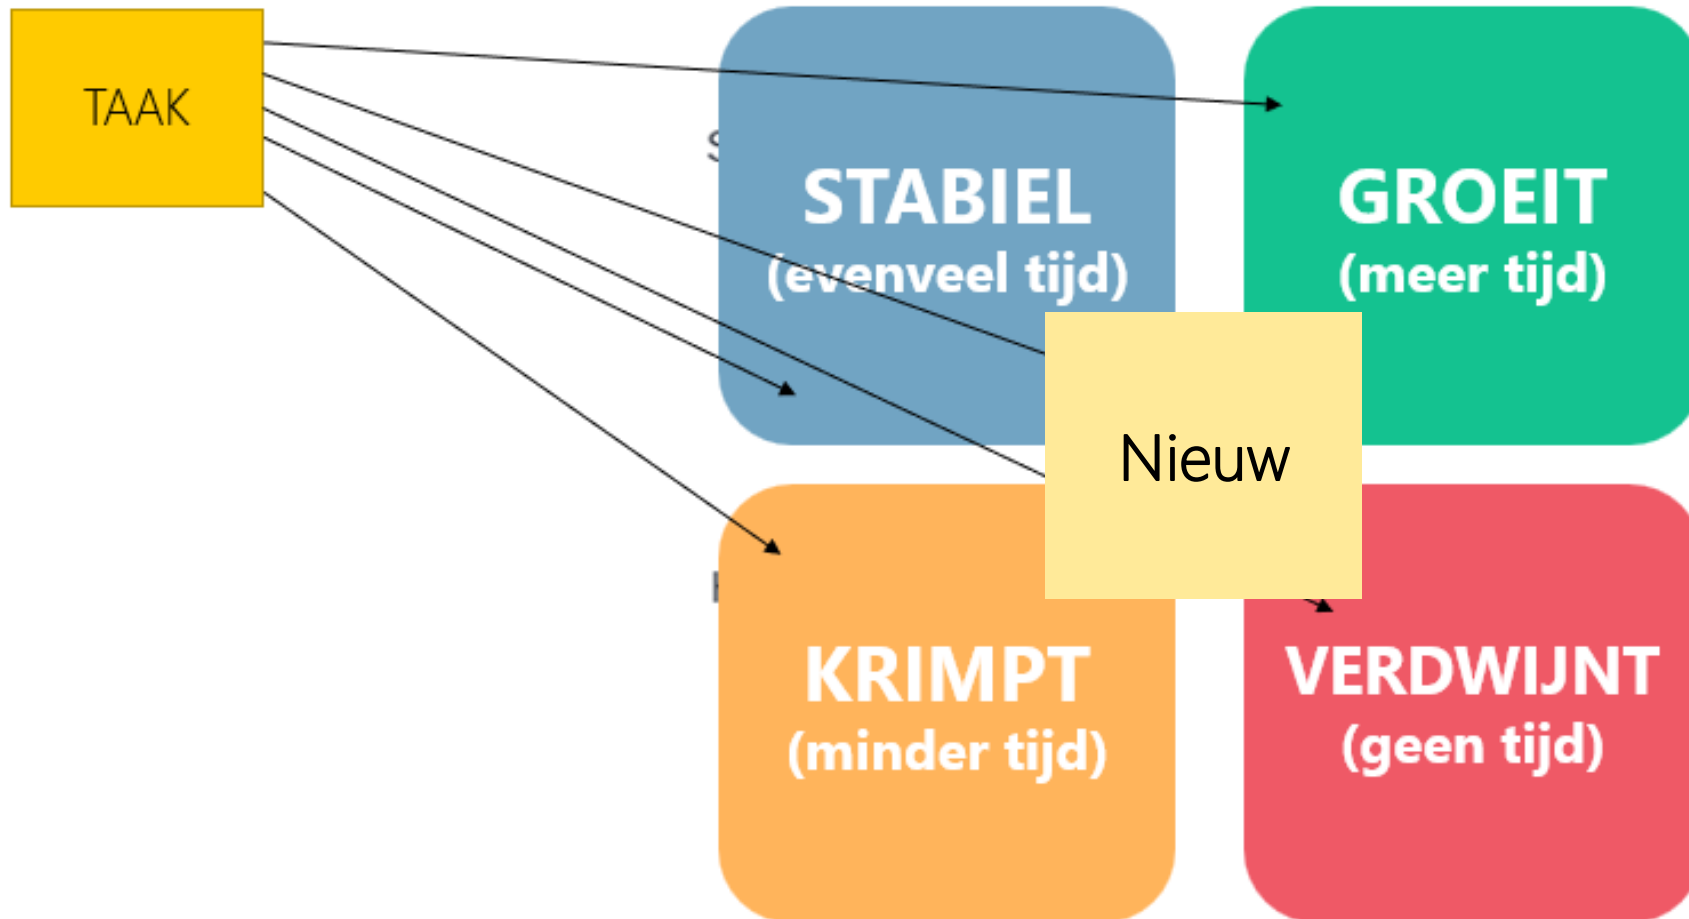 TAAK
STABIEL
(evenveel tijd)
GROEIT
(meer tijd)
Nieuw
KRIMPT
(minder tijd)
VERDWIJNT
(geen tijd)